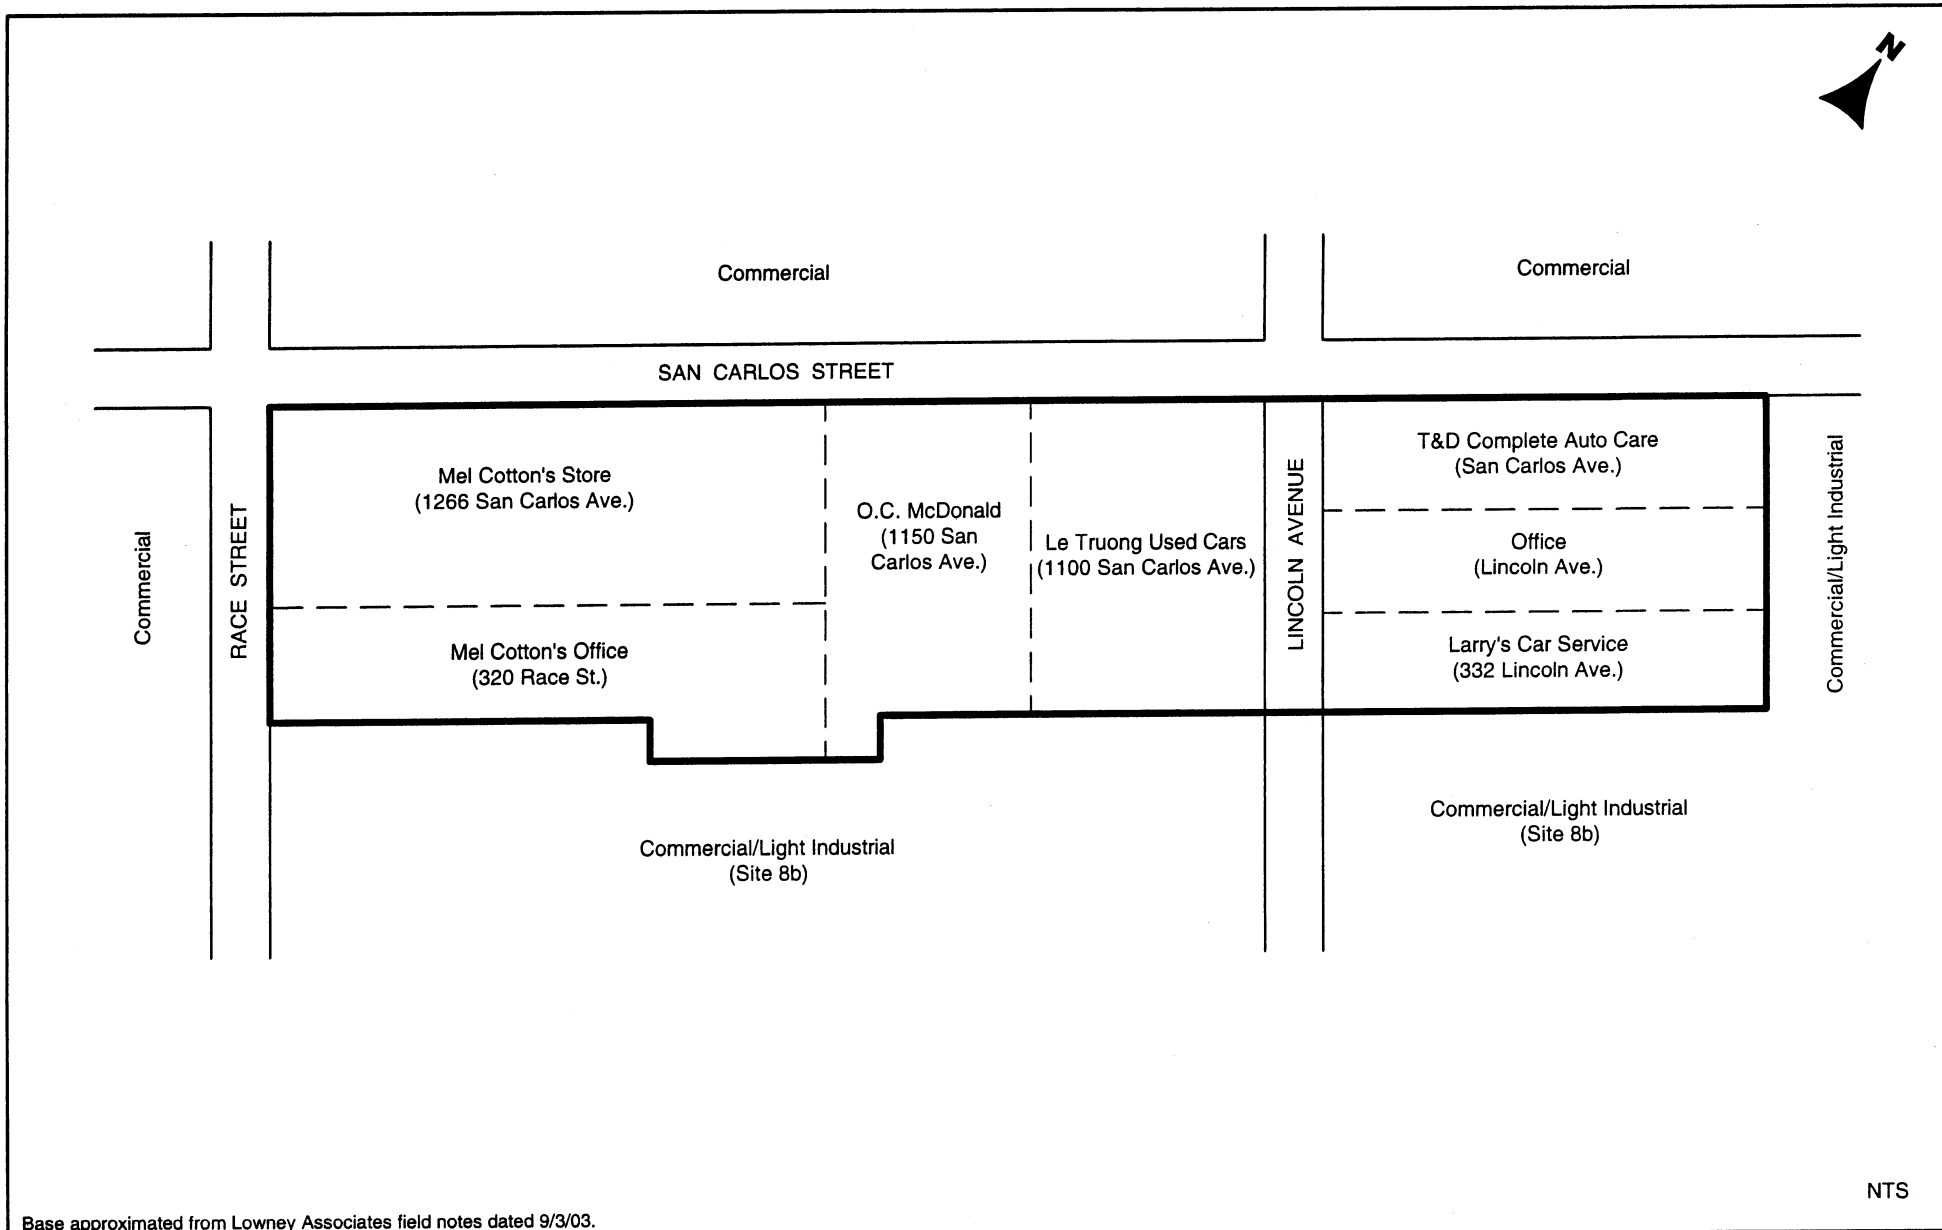 N
Commercial
Commercial
SAN CARLOS STREET
Mel Cotton's Store
(1266 San Carlos Ave.)
O.C. McDonald
(1150 San
Carlos Ave.)
Le Truong Used Cars
(1100 San Carlos Ave.)
T&D Complete Auto Care
(San Carlos Ave.)
Office
(Lincoln Ave.)
Larry's Car Service
(332 Lincoln Ave.)
Commercial
RACE STREET
Mel Cotton's Office
(320 Race St.)
LINCOLN AVENUE
Commercial/Light Industrial
Commercial/Light Industrial
(Site 8b)
Commercial/Light Industrial
(Site 8b)
NTS
Base approximated from Lowney Associates field notes dated 9/3/03.